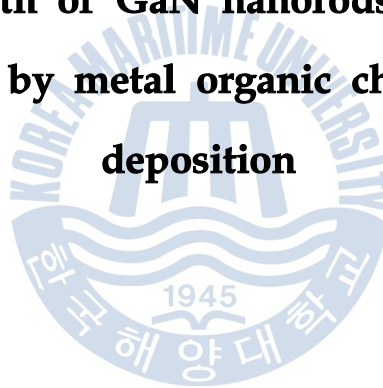 th of GaN nanorods
by metal organic ch
deposition
KOREA MARITIME UNIVERSITY
1945
한국해양대학교